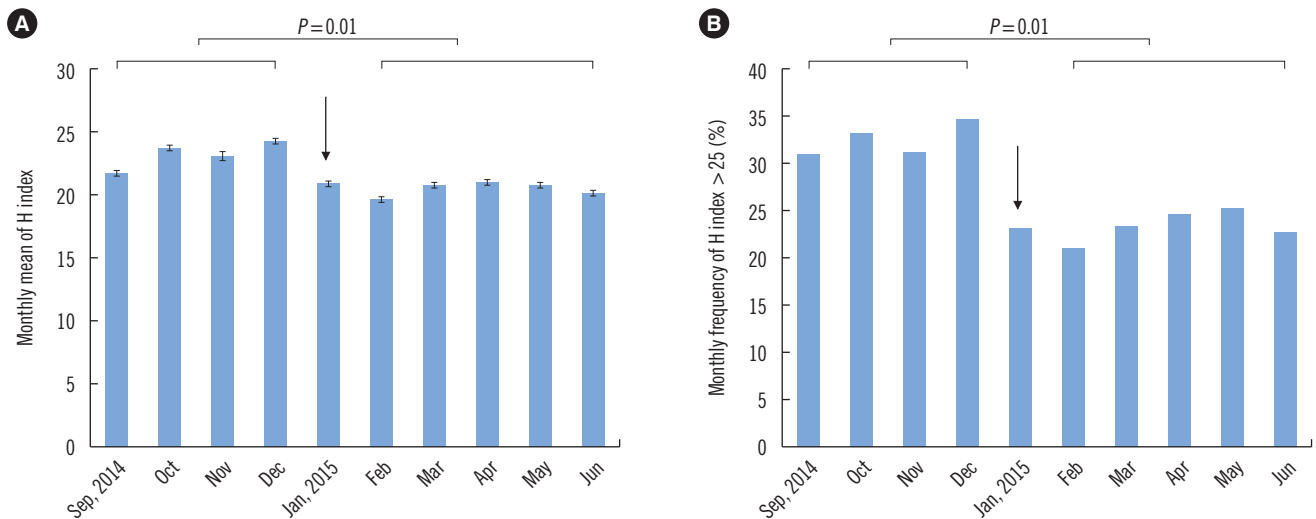 A
P=0.01
Monthly mean of H index
30
25
20
15
10
5
0
Sep, 2014
Oct
Nov
Dec
Jan, 2015
Feb
Mar
Apr
May
Jun
B
P=0.01
Monthly frequency of H index > 25 (%)
40
35
30
25
20
15
10
5
0
Sep, 2014
Oct
Nov
Dec
Jan, 2015
Feb
Mar
Apr
May
Jun